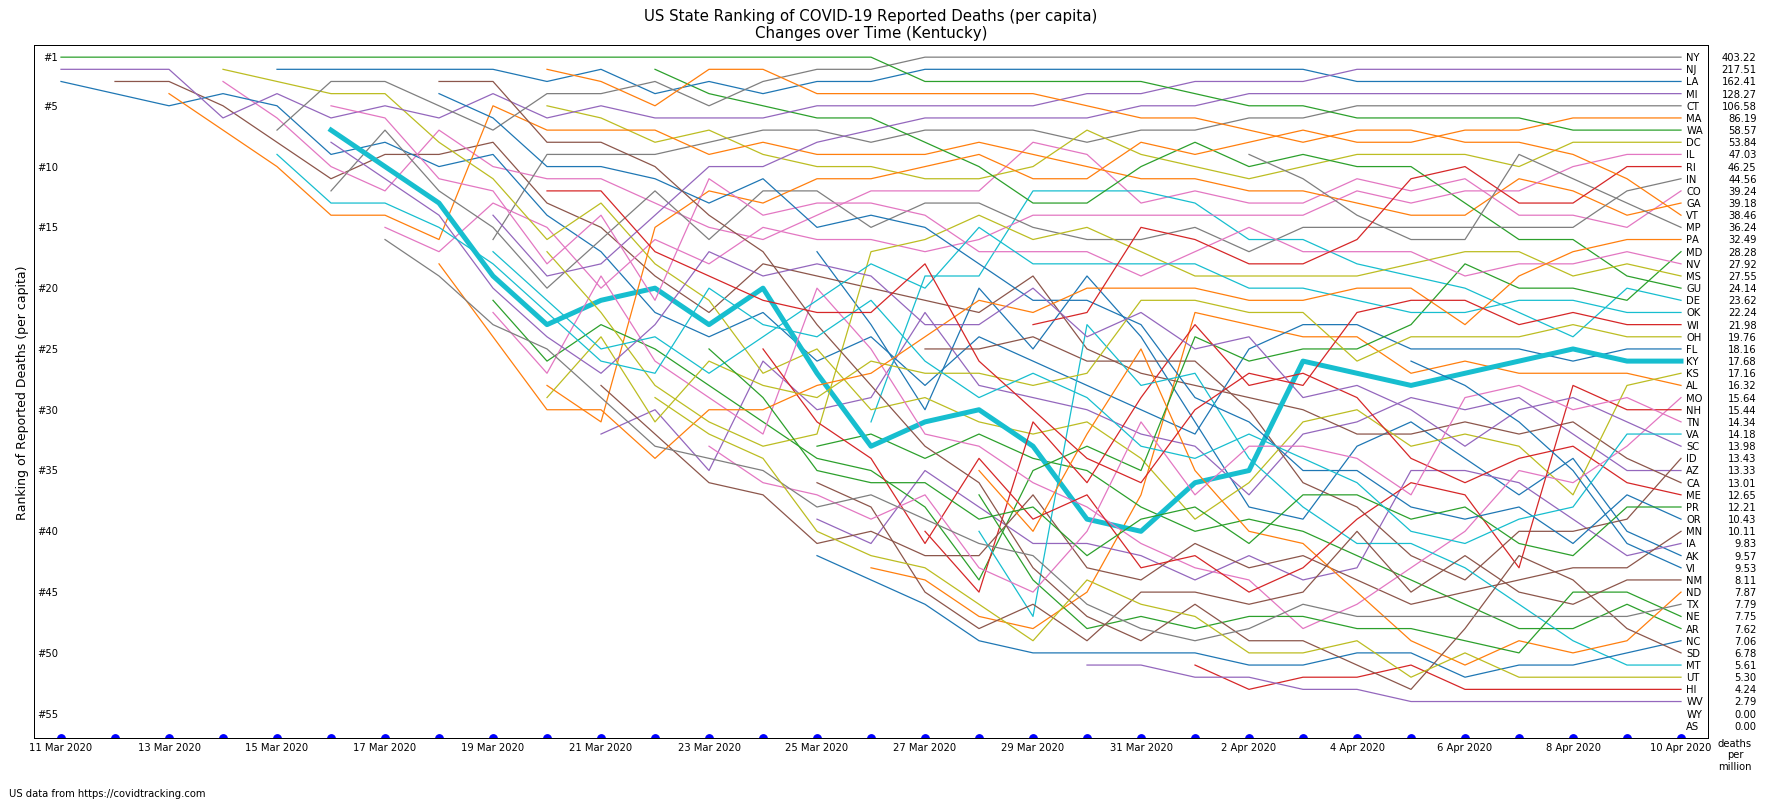 US State Ranking of COVID-19 Reported Deaths (per capita)
Changes over Time (Kentucky)
Ranking of Reported Deaths (per capita)
#1
#5
#10
#15
#20
#25
#30
#35
#40
#45
#50
#55
NY 403.22
NJ 217.51
LA 162.41
MI 128.27
CT 106.58
MA 86.19
WA 58.57
DC 53.84
IL 47.03
RI 46.25
IN 44.56
CO 39.24
GA 39.18
VT 38.46
MP 36.24
PA 32.49
MD 28.28
NV 27.92
MS 27.55
GU 24.14
DE 23.62
OK 22.24
WI 21.98
OH 19.76
FL 18.16
KY 17.68
KS 17.16
AL 16.32
MO 15.64
NH 15.44
TN 14.34
VA 14.18
SC 13.98
ID 13.43
AZ 13.33
CA 13.01
ME 12.65
PR 12.21
OR 10.43
MN 10.11
IA 9.83
AK 9.57
VI 9.53
NM 8.11
ND 7.87
TX 7.79
NE 7.75
AR 7.62
NC 7.06
SD 6.78
MT 5.61
UT 5.30
HI 4.24
WV 2.79
WY 0.00
AS 0.00
11 Mar 2020 13 Mar 2020 15 Mar 2020 17 Mar 2020 19 Mar 2020 21 Mar 2020 23 Mar 2020 25 Mar 2020 27 Mar 2020 29 Mar 2020 31 Mar 2020 2 Apr 2020 4 Apr 2020 6 Apr 2020 8 Apr 2020 10 Apr 2020
deaths
per
million
US data from https://covidtracking.com